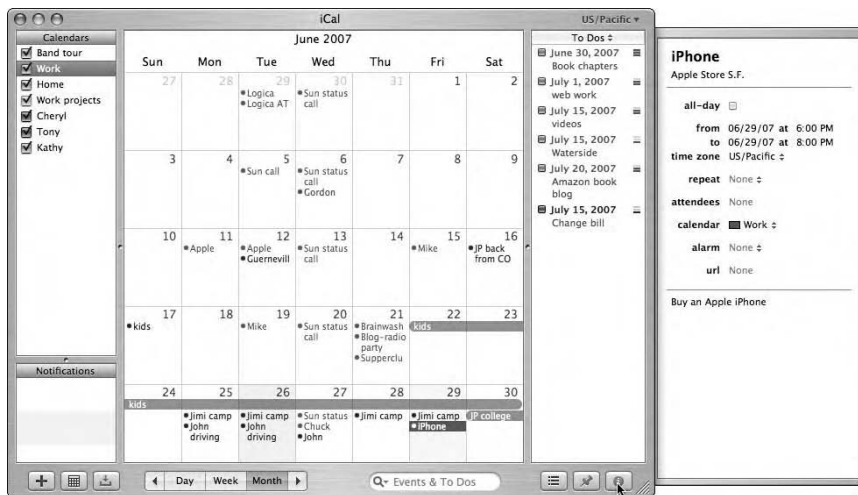 iCal
US/Pacific
Calendars
Band tour
Work
Home
Work projects
Cheryl
Tony
Kathy
Notifications
June 2007
Sun Mon Tue Wed Thu Fri Sat
27 28 29 30 31 1 2
Logica
Logica AT
Sun status
call
3 4 5 6 7 8 9
Sun call
Sun status
call
Gordon
10 11 12 13 14 15 16
Apple
Apple
Guernevill
Sun status
call
Mike
JP back
from CO
17 18 19 20 21 22 23
kids
Mike
Sun status
call
Brainwash
Blog-radio
party
Supperclu
kids
24 25 26 27 28 29 30
kids
Jimi camp
John
driving
Jimi camp
John
driving
Sun status
Chuck
John
Jimi camp
Jimi camp
iPhone
JP college
Day Week Month
Events & To Dos
To Dos
June 30, 2007
Book chapters
July 1, 2007
web work
July 15, 2007
videos
July 15, 2007
Waterside
July 20, 2007
Amazon book
blog
July 15, 2007
Change bill
iPhone
Apple Store S.F.
all-day
from 06/29/07 at 6:00 PM
to 06/29/07 at 8:00 PM
time zone US/Pacific
repeat None
attendees None
calendar Work
alarm None
url None
Buy an Apple iPhone